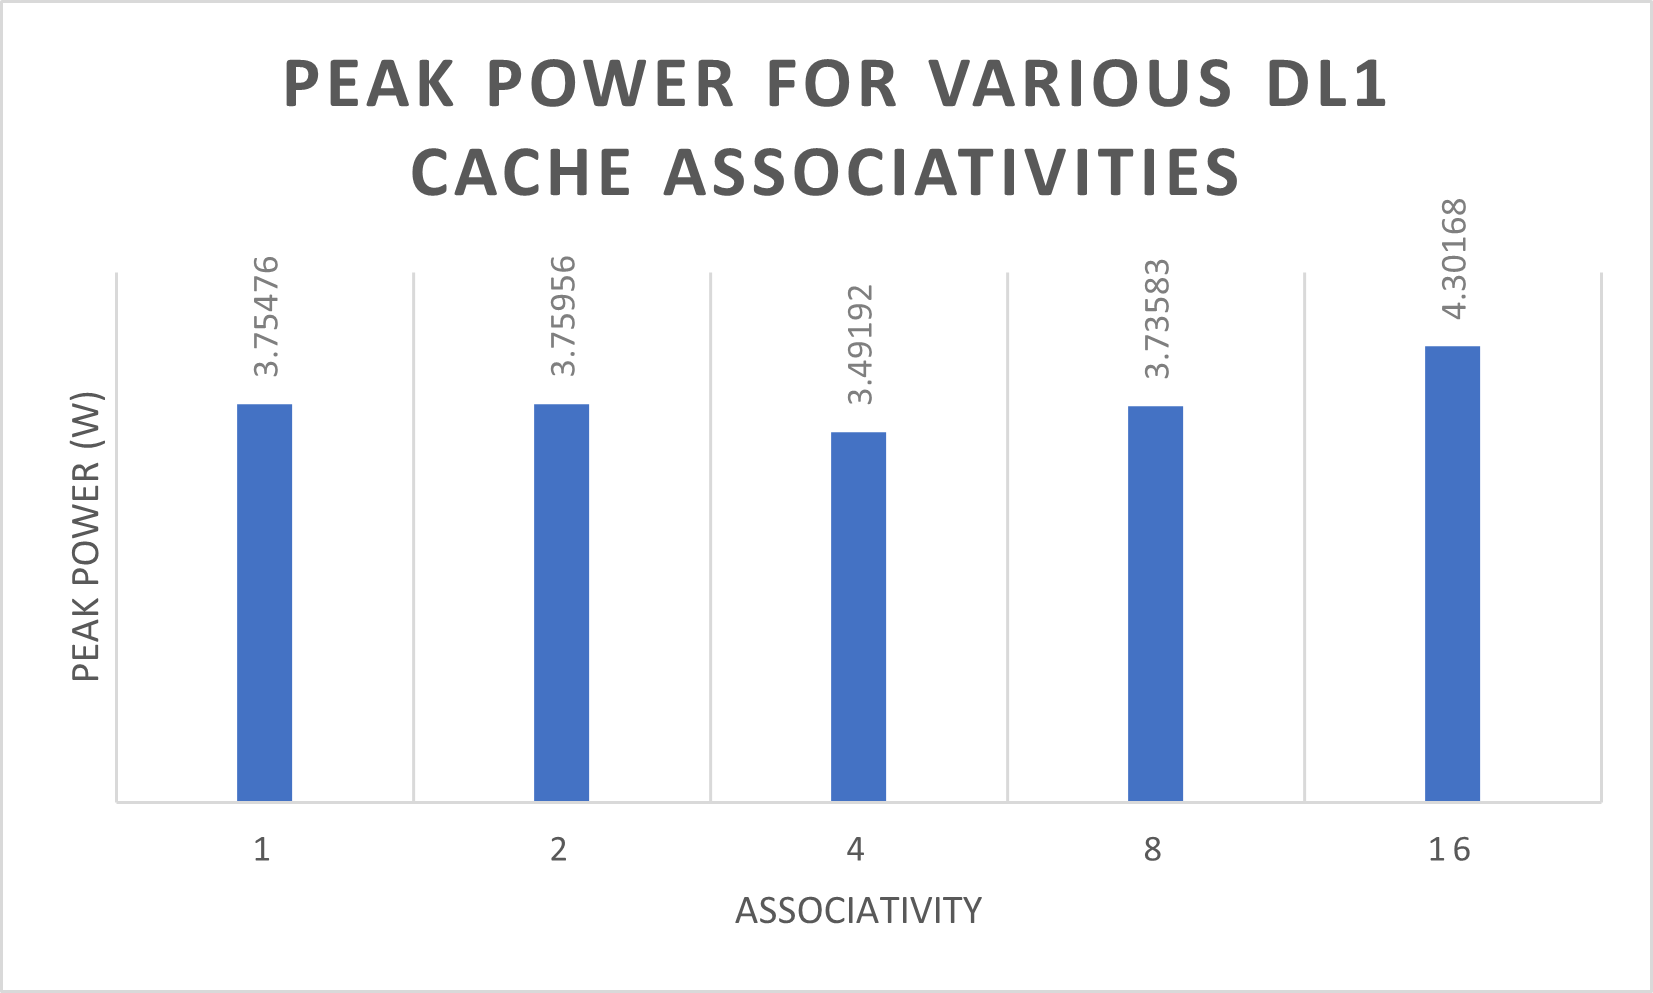 PEAK POWER FOR VARIOUS DL1
CACHE ASSOCIATIVITIES
3.75476
3.75956
3.49192
3.73583
4.30168
PEAK POWER (W)
1
2
4
8
16
ASSOCIATIVITY